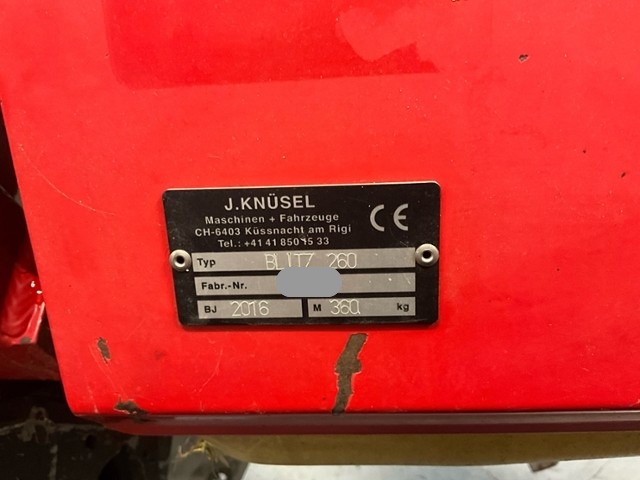 J.KNÜSEL
Maschinen + Fahrzeuge
CH-6403 Küssnacht am Rigi
Tel.: +41 41 850 15 33
CE
Typ BLITZ 260
Fabr.-Nr.
BJ 2016 M 360 kg